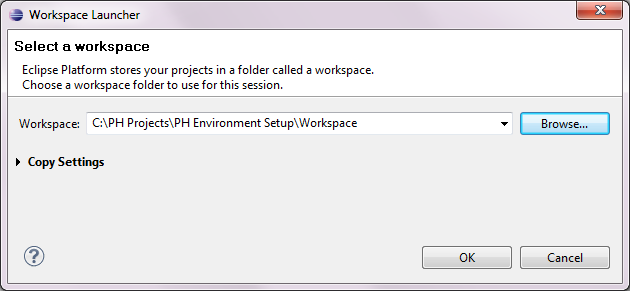 Workspace Launcher
Select a workspace
Eclipse Platform stores your projects in a folder called a workspace.
Choose a workspace folder to use for this session.
Workspace: C:\PH Projects\PH Environment Setup\Workspace Browse...
Copy Settings
? OK Cancel